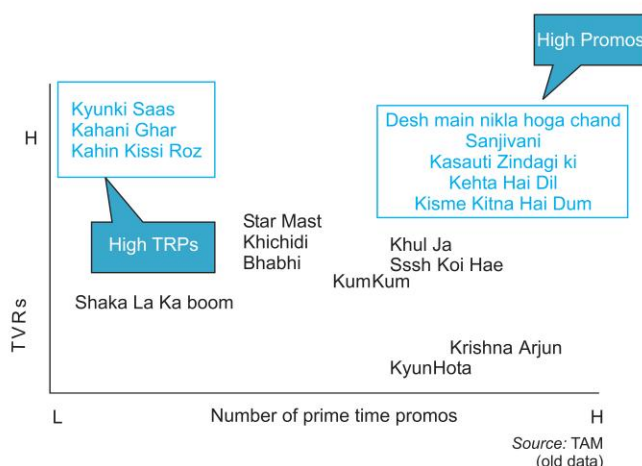 High Promos
Kyunki Saas
Kahani Ghar
Kahin Kissi Roz
Desh main nikla hoga chand
Sanjivani
Kasauti Zindagi ki
Kehta Hai Dil
Kisme Kitna Hai Dum
H
High TRPs
Star Mast
Khichidi
Bhabhi
Khul Ja
Sssh Koi Hae
KumKum
Shaka La Ka boom
TVRs
Krishna Arjun
KyunHota
L
Number of prime time promos
H
Source: TAM
(old data)